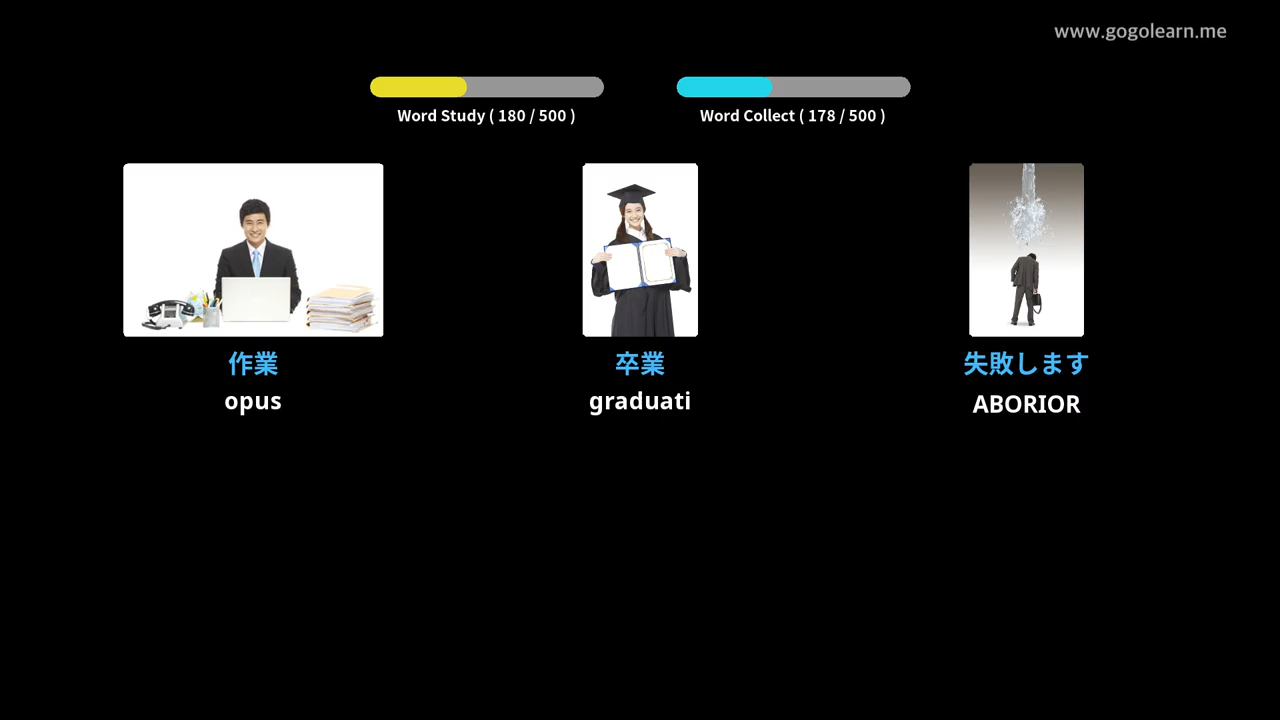 www.gogolearn.me
Word Study ( 180 / 500 )
Word Collect ( 178 / 500 )
作業
卒業
失敗します
opus
graduati
ABORIOR